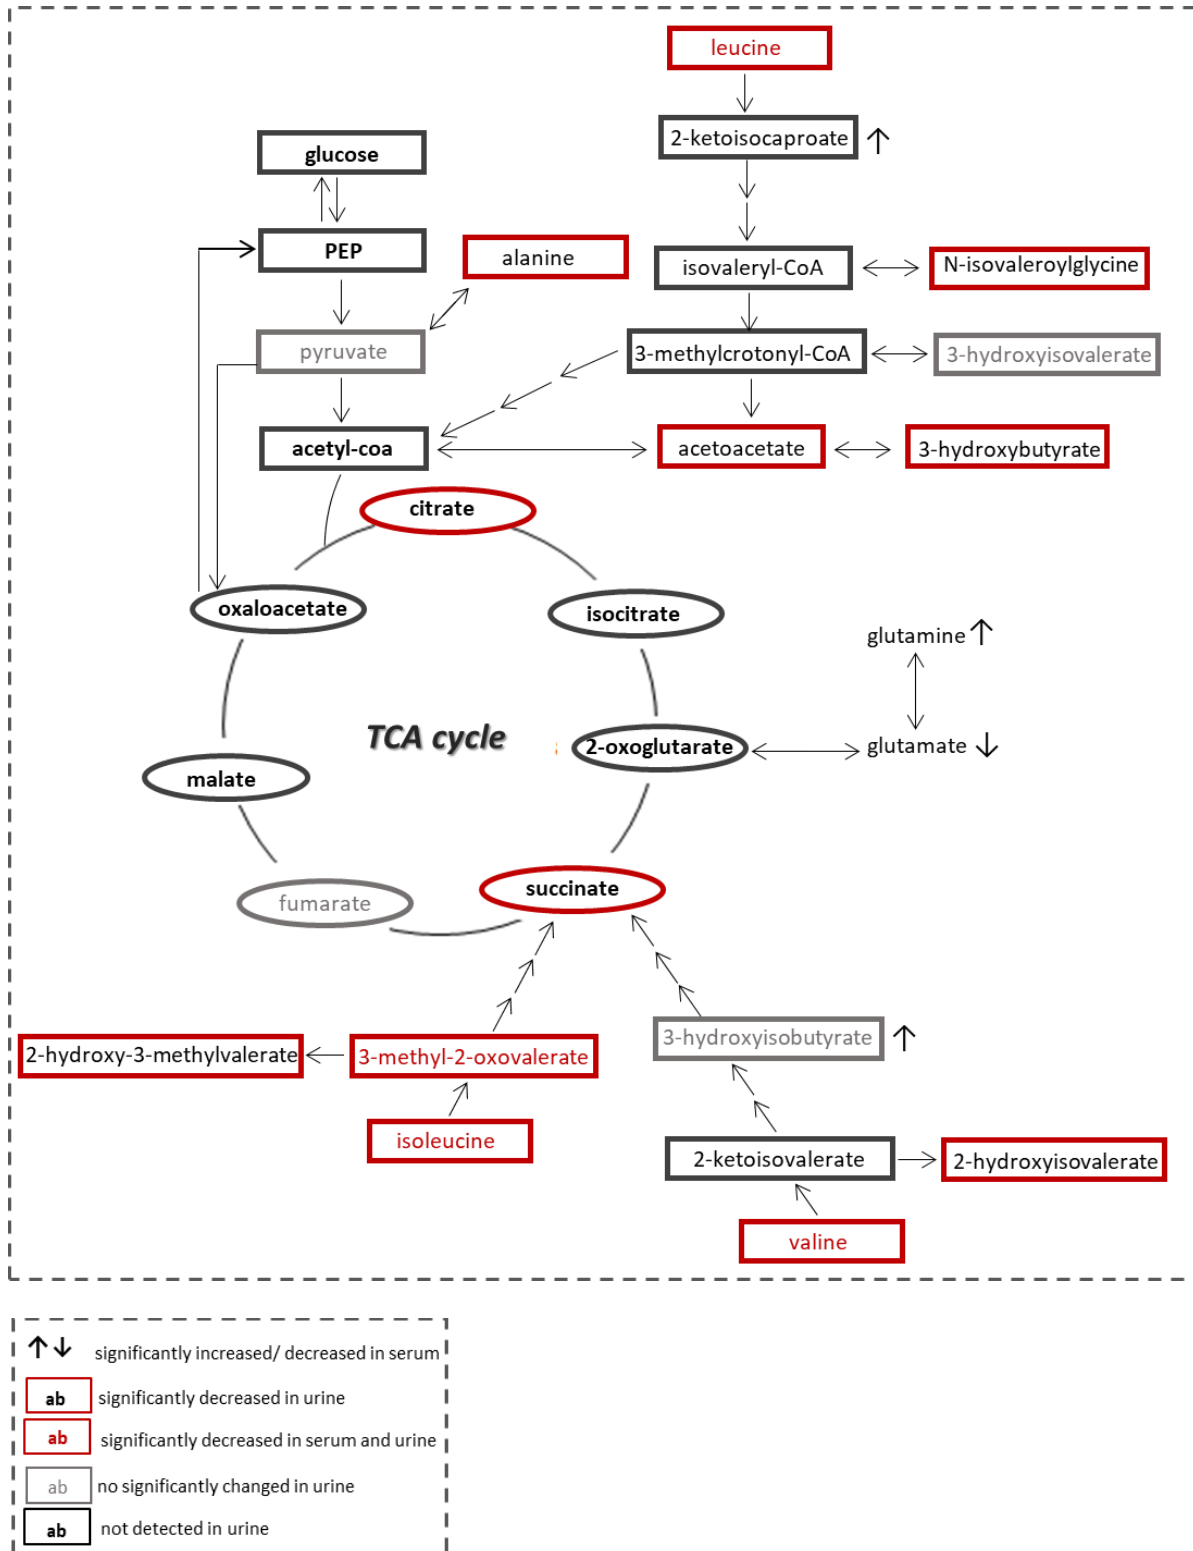 leucine
2-ketoisocaproate ↑
glucose
PEP
alanine
isovaleryl-CoA
N-isovaleroylglycine
pyruvate
3-methylcrotonyl-CoA
3-hydroxyisovalerate
acetyl-coa
acetoacetate
3-hydroxybutyrate
citrate
oxaloacetate
isocitrate
glutamine ↑
TCA cycle
2-oxoglutarate
glutamate ↓
malate
succinate
fumarate
3-hydroxyisobutyrate ↑
2-hydroxy-3-methylvalerate
3-methyl-2-oxovalerate
isoleucine
2-ketoisovalerate
2-hydroxyisovalerate
valine
↑↓ significantly increased/ decreased in serum
ab significantly decreased in urine
ab significantly decreased in serum and urine
ab no significantly changed in urine
ab not detected in urine